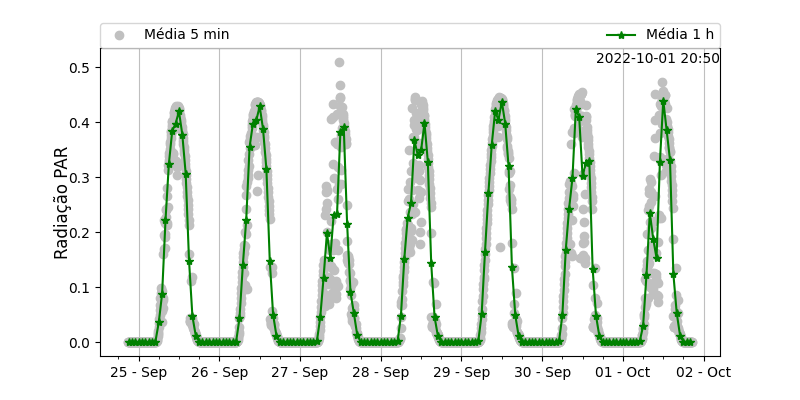 Média 5 min Média 1 h
2022-10-01 20:50
0.5
0.4
0.3
0.2
0.1
0.0
Radiação PAR
25 - Sep 26 - Sep 27 - Sep 28 - Sep 29 - Sep 30 - Sep 01 - Oct 02 - Oct